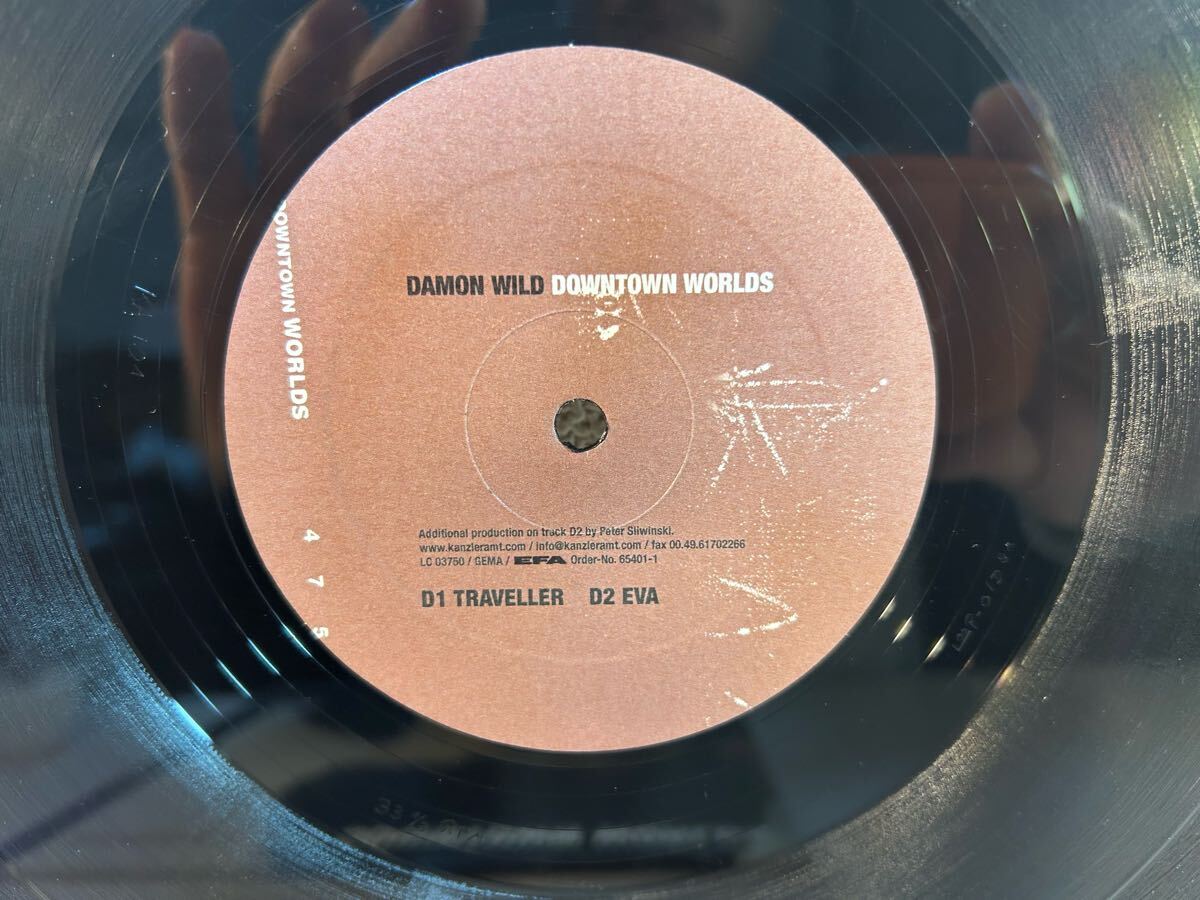 DAMON WILD DOWNTOWN WORLDS
DOWNTOWN WORLDS
4 7 5
Additional production on track D2 by Peter Sliwinski.
www.kanzleramt.com / info@kanzleramt.com / fax 00.49.61702266
LC 03750 / GEMA / EFA Order-No. 65401-1
D1 TRAVELLER D2 EVA